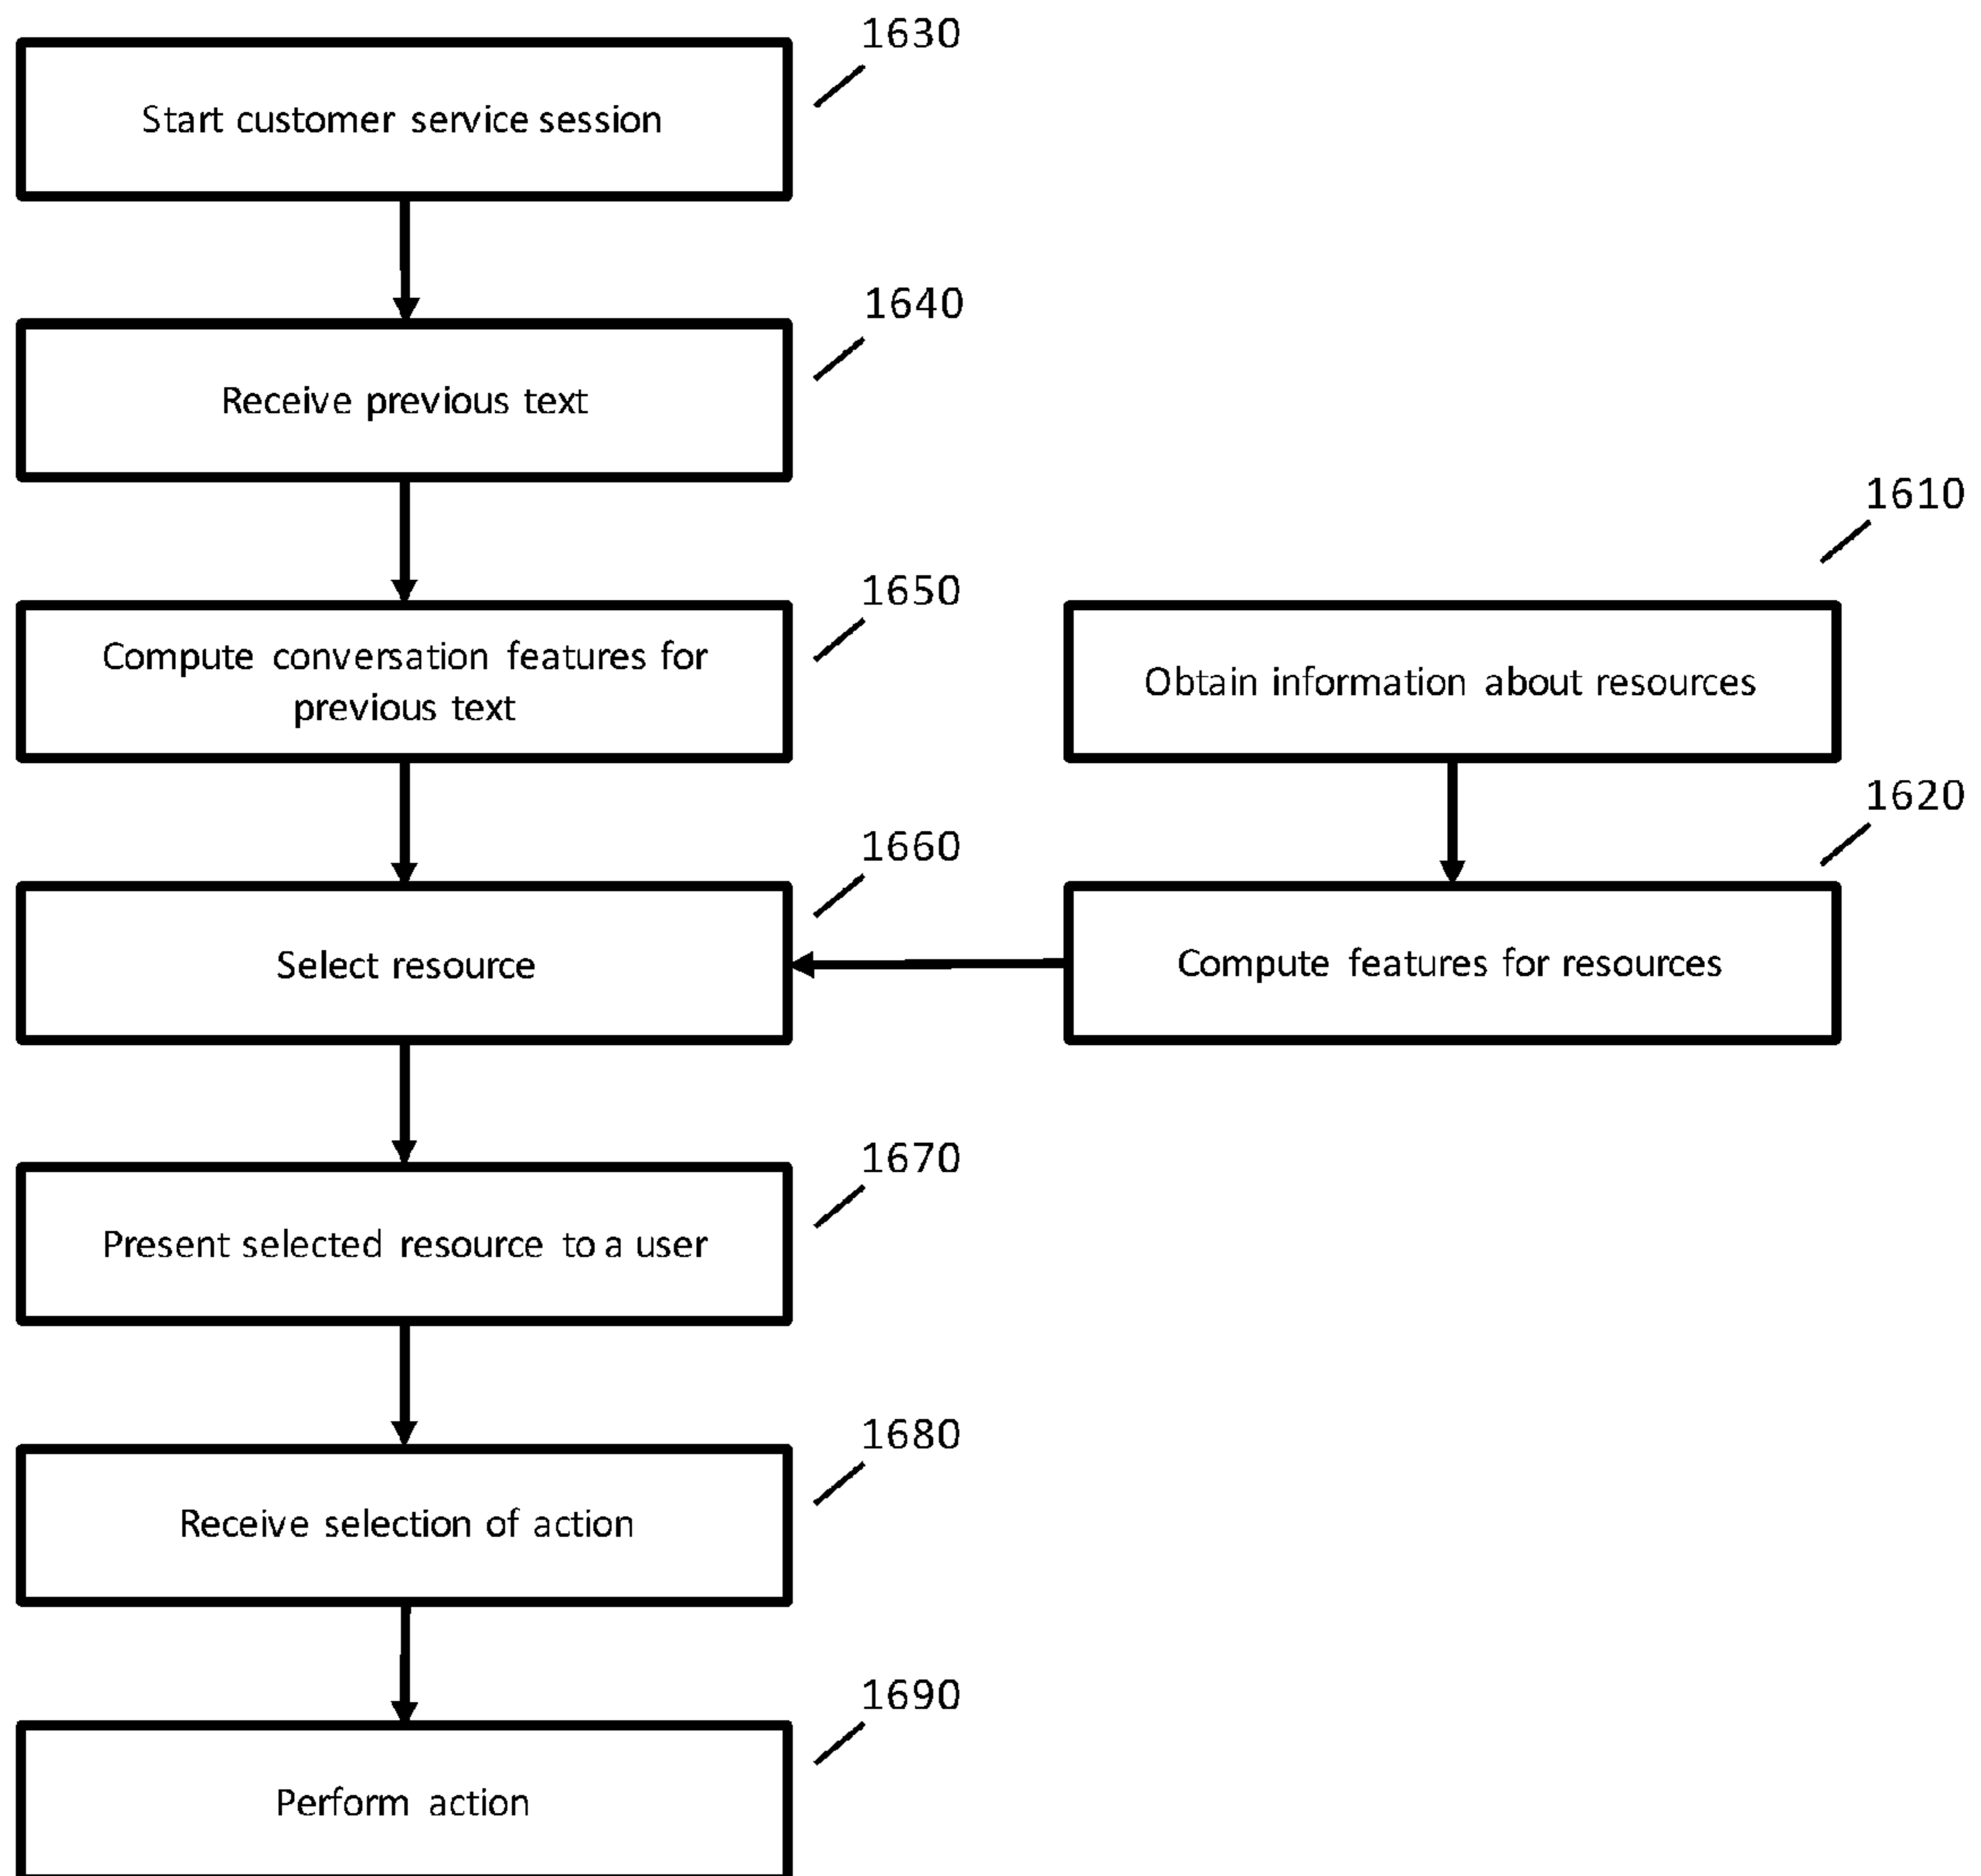 1630
Start customer service session
1640
Receive previous text
1650
Compute conversation features for
previous text
1610
Obtain information about resources
1660
Select resource
1620
Compute features for resources
1670
Present selected resource to a user
1680
Receive selection of action
1690
Perform action